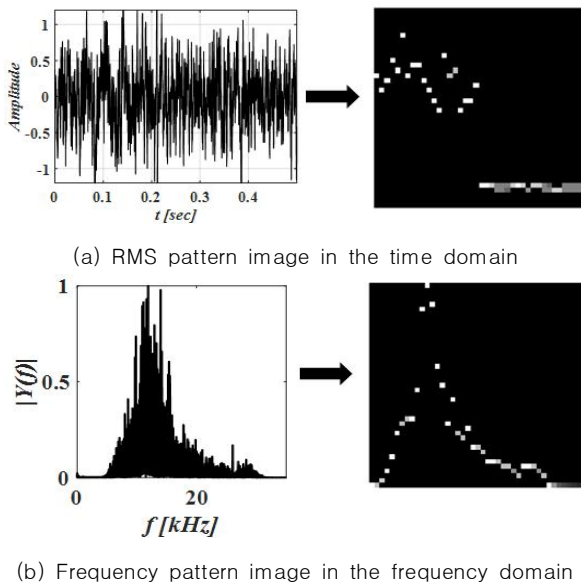 Amplitude
1
0.5
0
-0.5
-1
0 0.1 0.2 0.3 0.4
t [sec]
(a) RMS pattern image in the time domain
|Y(f)|
1
0.5
0
0 20
f [kHz]
(b) Frequency pattern image in the frequency domain